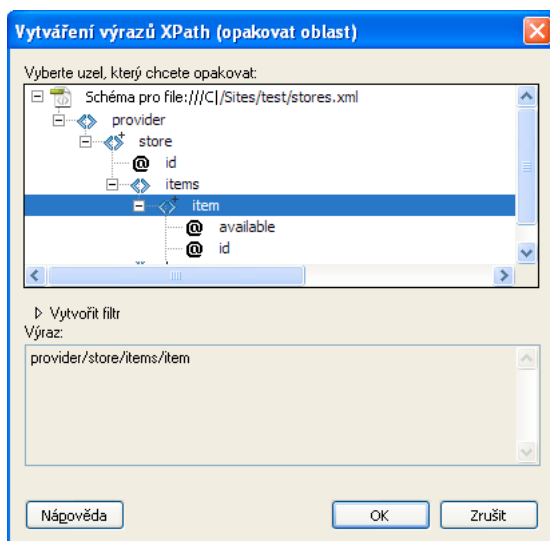 Vytváření výrazů XPath (opakovat oblast)
Vyberte uzel, který chcete opakovat:
Schéma pro file:///C|/Sites/test/stores.xml
provider
store
@ id
items
item
@ available
@ id
Vytvořit filtr
Výraz:
provider/store/items/item
Nápověda
OK
Zrušit